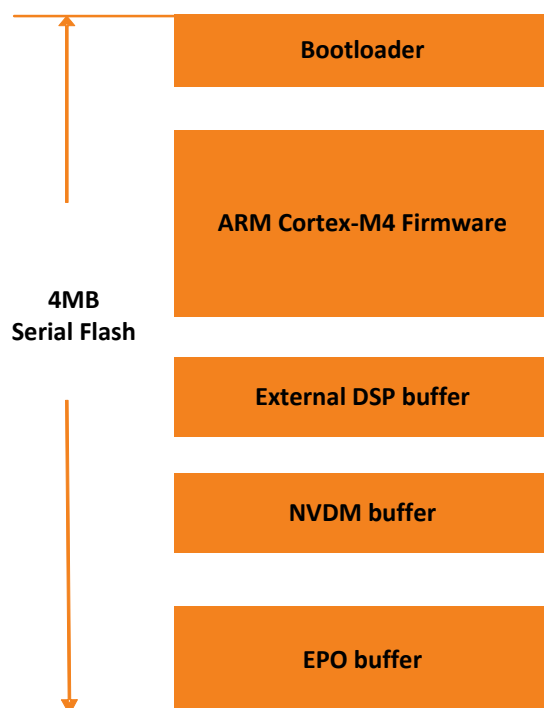 Bootloader
ARM Cortex-M4 Firmware
4MB
Serial Flash
External DSP buffer
NVDM buffer
EPO buffer